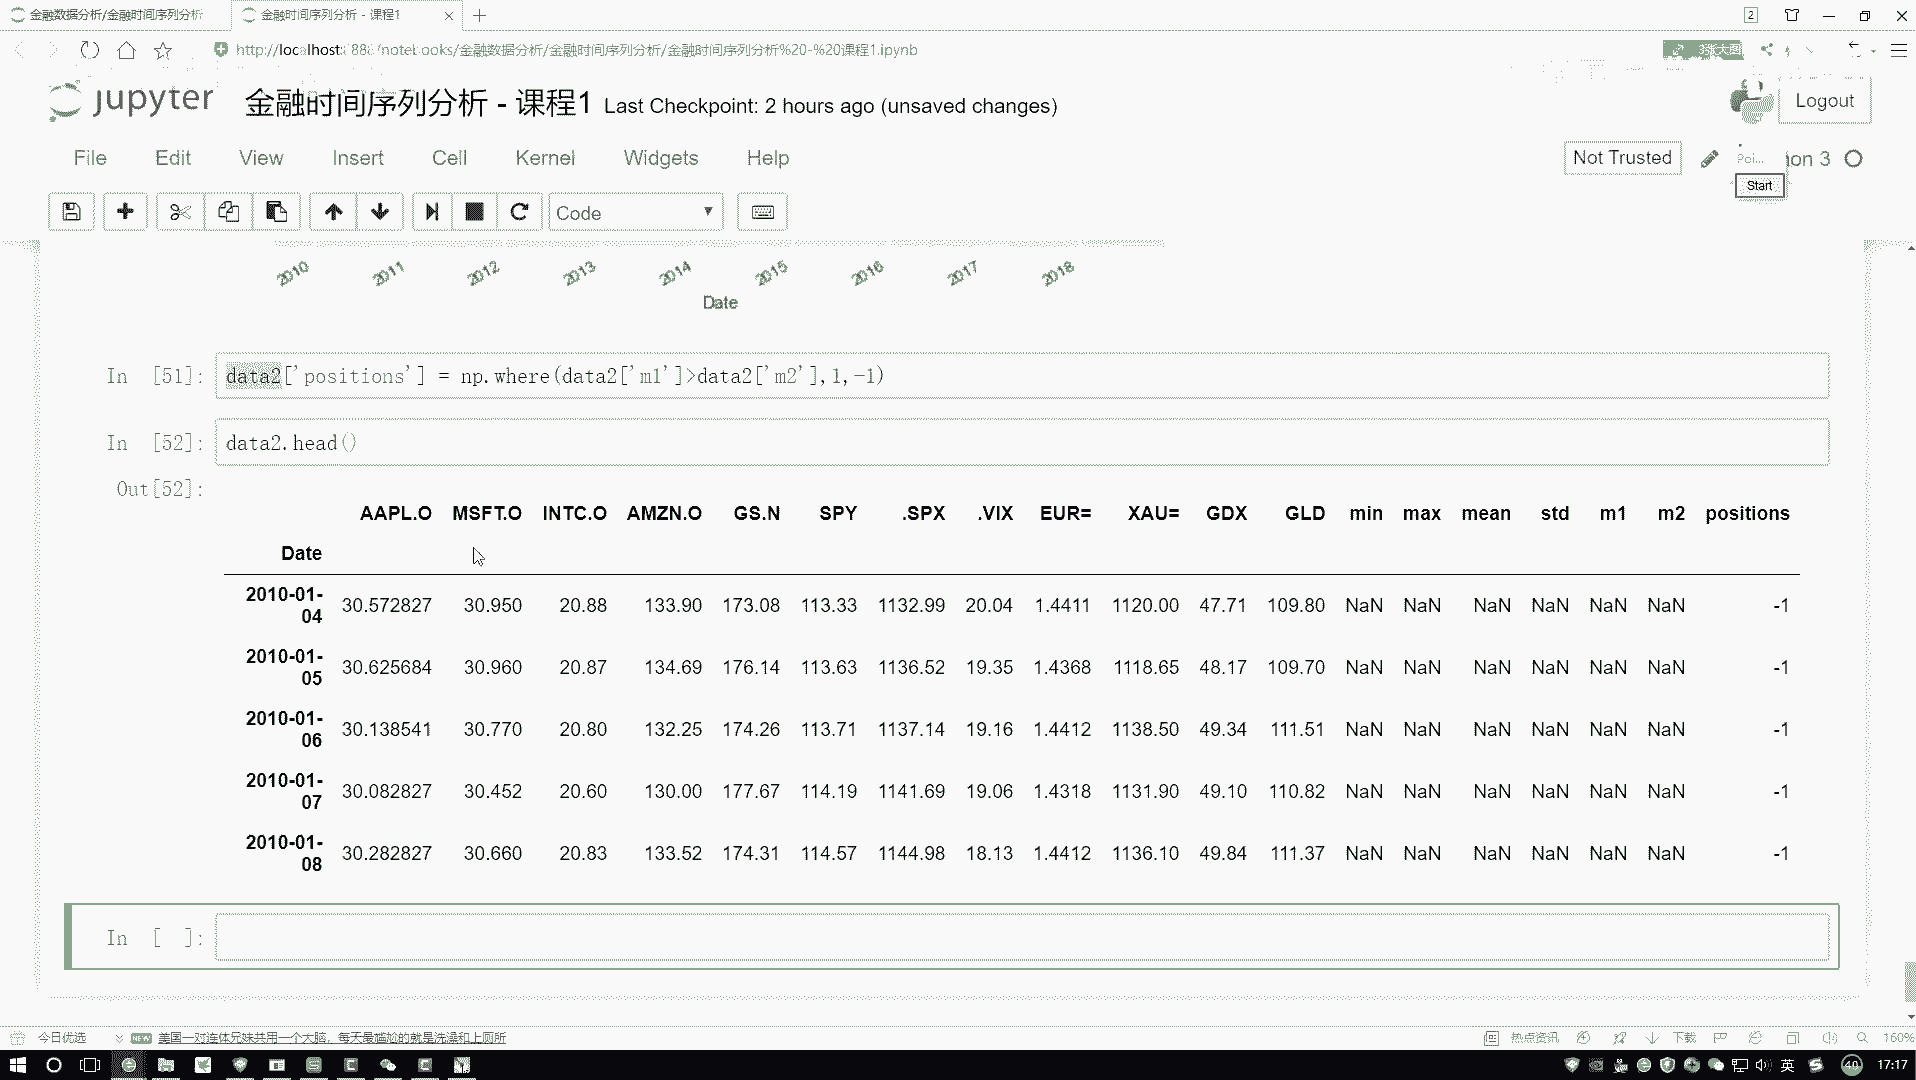 金融数据分析/金融时间序列分析
金融时间序列分析 - 课程1
2
http://localhost:888/notebooks/金融数据分析/金融时间序列分析/金融时间序列分析%20-%20课程1.ipynb
3张大图
jupyter
金融时间序列分析 - 课程1 Last Checkpoint: 2 hours ago (unsaved changes)
Logout
File Edit View Insert Cell Kernel Widgets Help
Not Trusted
Poi...
on 3
Start
Code
2010 2011 2012 2013 2014 2015 2016 2017 2018
Date
In [51]: data2['positions'] = np.where(data2['m1']>data2['m2'],1,-1)
In [52]: data2.head()
Out[52]:
AAPL.O MSFT.O INTC.O AMZN.O GS.N SPY .SPX .VIX EUR= XAU= GDX GLD min max mean std m1 m2 positions
Date
2010-01-04 30.572827 30.950 20.88 133.90 173.08 113.33 1132.99 20.04 1.4411 1120.00 47.71 109.80 NaN NaN NaN NaN NaN NaN -1
2010-01-05 30.625684 30.960 20.87 134.69 176.14 113.63 1136.52 19.35 1.4368 1118.65 48.17 109.70 NaN NaN NaN NaN NaN NaN -1
2010-01-06 30.138541 30.770 20.80 132.25 174.26 113.71 1137.14 19.16 1.4412 1138.50 49.34 111.51 NaN NaN NaN NaN NaN NaN -1
2010-01-07 30.082827 30.452 20.60 130.00 177.67 114.19 1141.69 19.06 1.4318 1131.90 49.10 110.82 NaN NaN NaN NaN NaN NaN -1
2010-01-08 30.282827 30.660 20.83 133.52 174.31 114.57 1144.98 18.13 1.4412 1136.10 49.84 111.37 NaN NaN NaN NaN NaN NaN -1
In [ ]:
今日优选
NEW 美国一对连体兄妹共用一个大脑，每天最尴尬的就是洗澡和上厕所
热点资讯
下载
160%
英
40
17:17